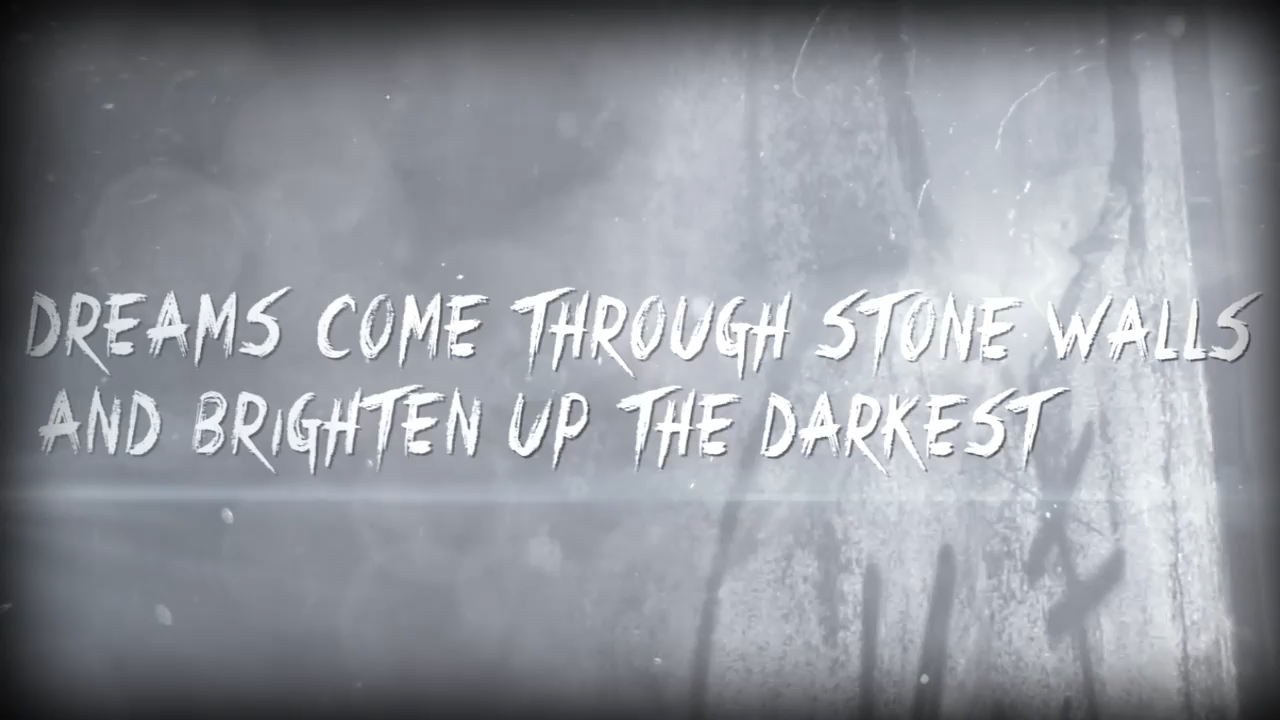 DREAMS COME THROUGH STONE WALLS
AND BRIGHTEN UP THE DARKEST